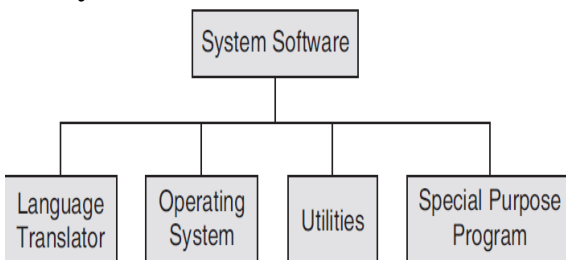 System Software
Language
Translator
Operating
System
Utilities
Special Purpose
Program